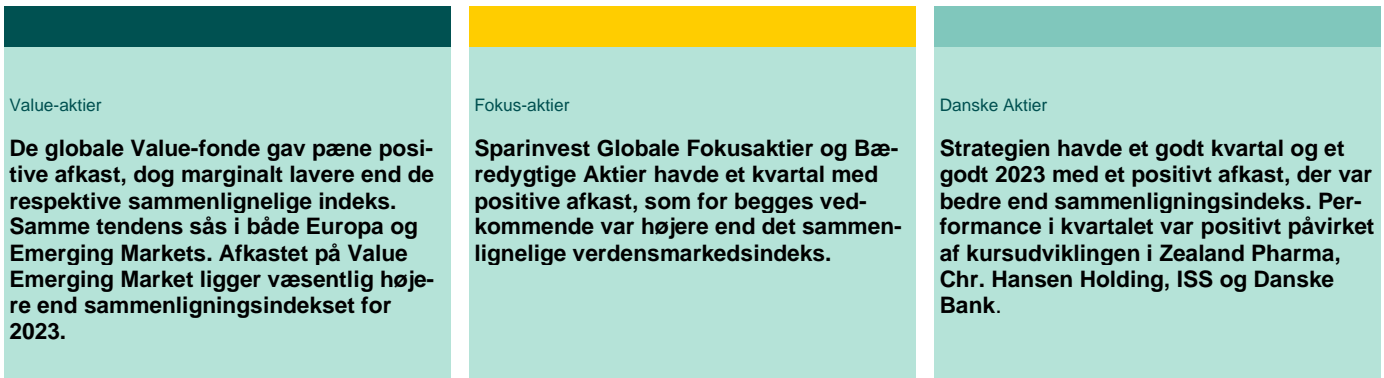 Value-aktier
De globale Value-fonde gav pæne posi-
tive afkast, dog marginalt lavere end de
respektive sammenlignelige indeks.
Samme tendens sås i både Europa og
Emerging Markets. Afkastet på Value
Emerging Market ligger væsentlig høje-
re end sammenligningsindekset for
2023.
Fokus-aktier
Sparinvest Globale Fokusaktier og Bæ-
redygtige Aktier havde et kvartal med
positive afkast, som for begges ved-
kommende var højere end det sammen-
lignelige verdensmarkedsindeks.
Danske Aktier
Strategien havde et godt kvartal og et
godt 2023 med et positivt afkast, der var
bedre end sammenligningsindeks. Per-
formance i kvartalet var positivt påvirket
af kursudviklingen i Zealand Pharma,
Chr. Hansen Holding, ISS og Danske
Bank.